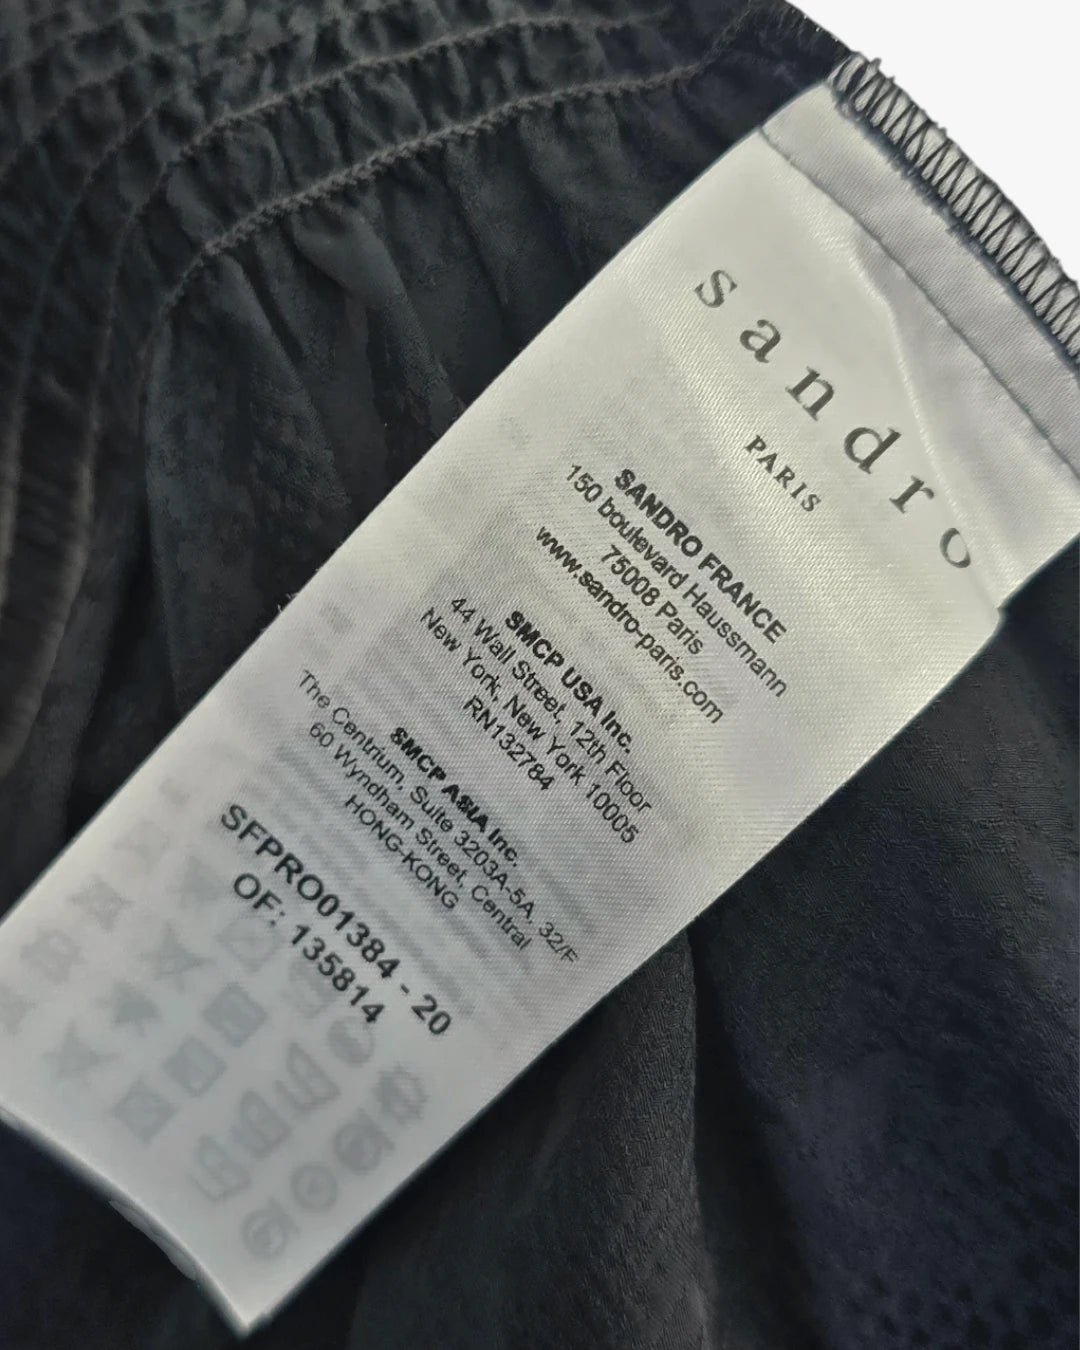 sandro
PARIS
SANDRO FRANCE
150 boulevard Haussmann
75008 Paris
www.sandro-paris.com
SMCP USA Inc.
44 Wall Street, 12th Floor
New York, New York 10005
RN132784
SMCP ASIA Inc.
The Centrium, Suite 3203A-5A, 32/F
60 Wyndham Street, Central
HONG-KONG
SFPRO01384 - 20
OF: 135814